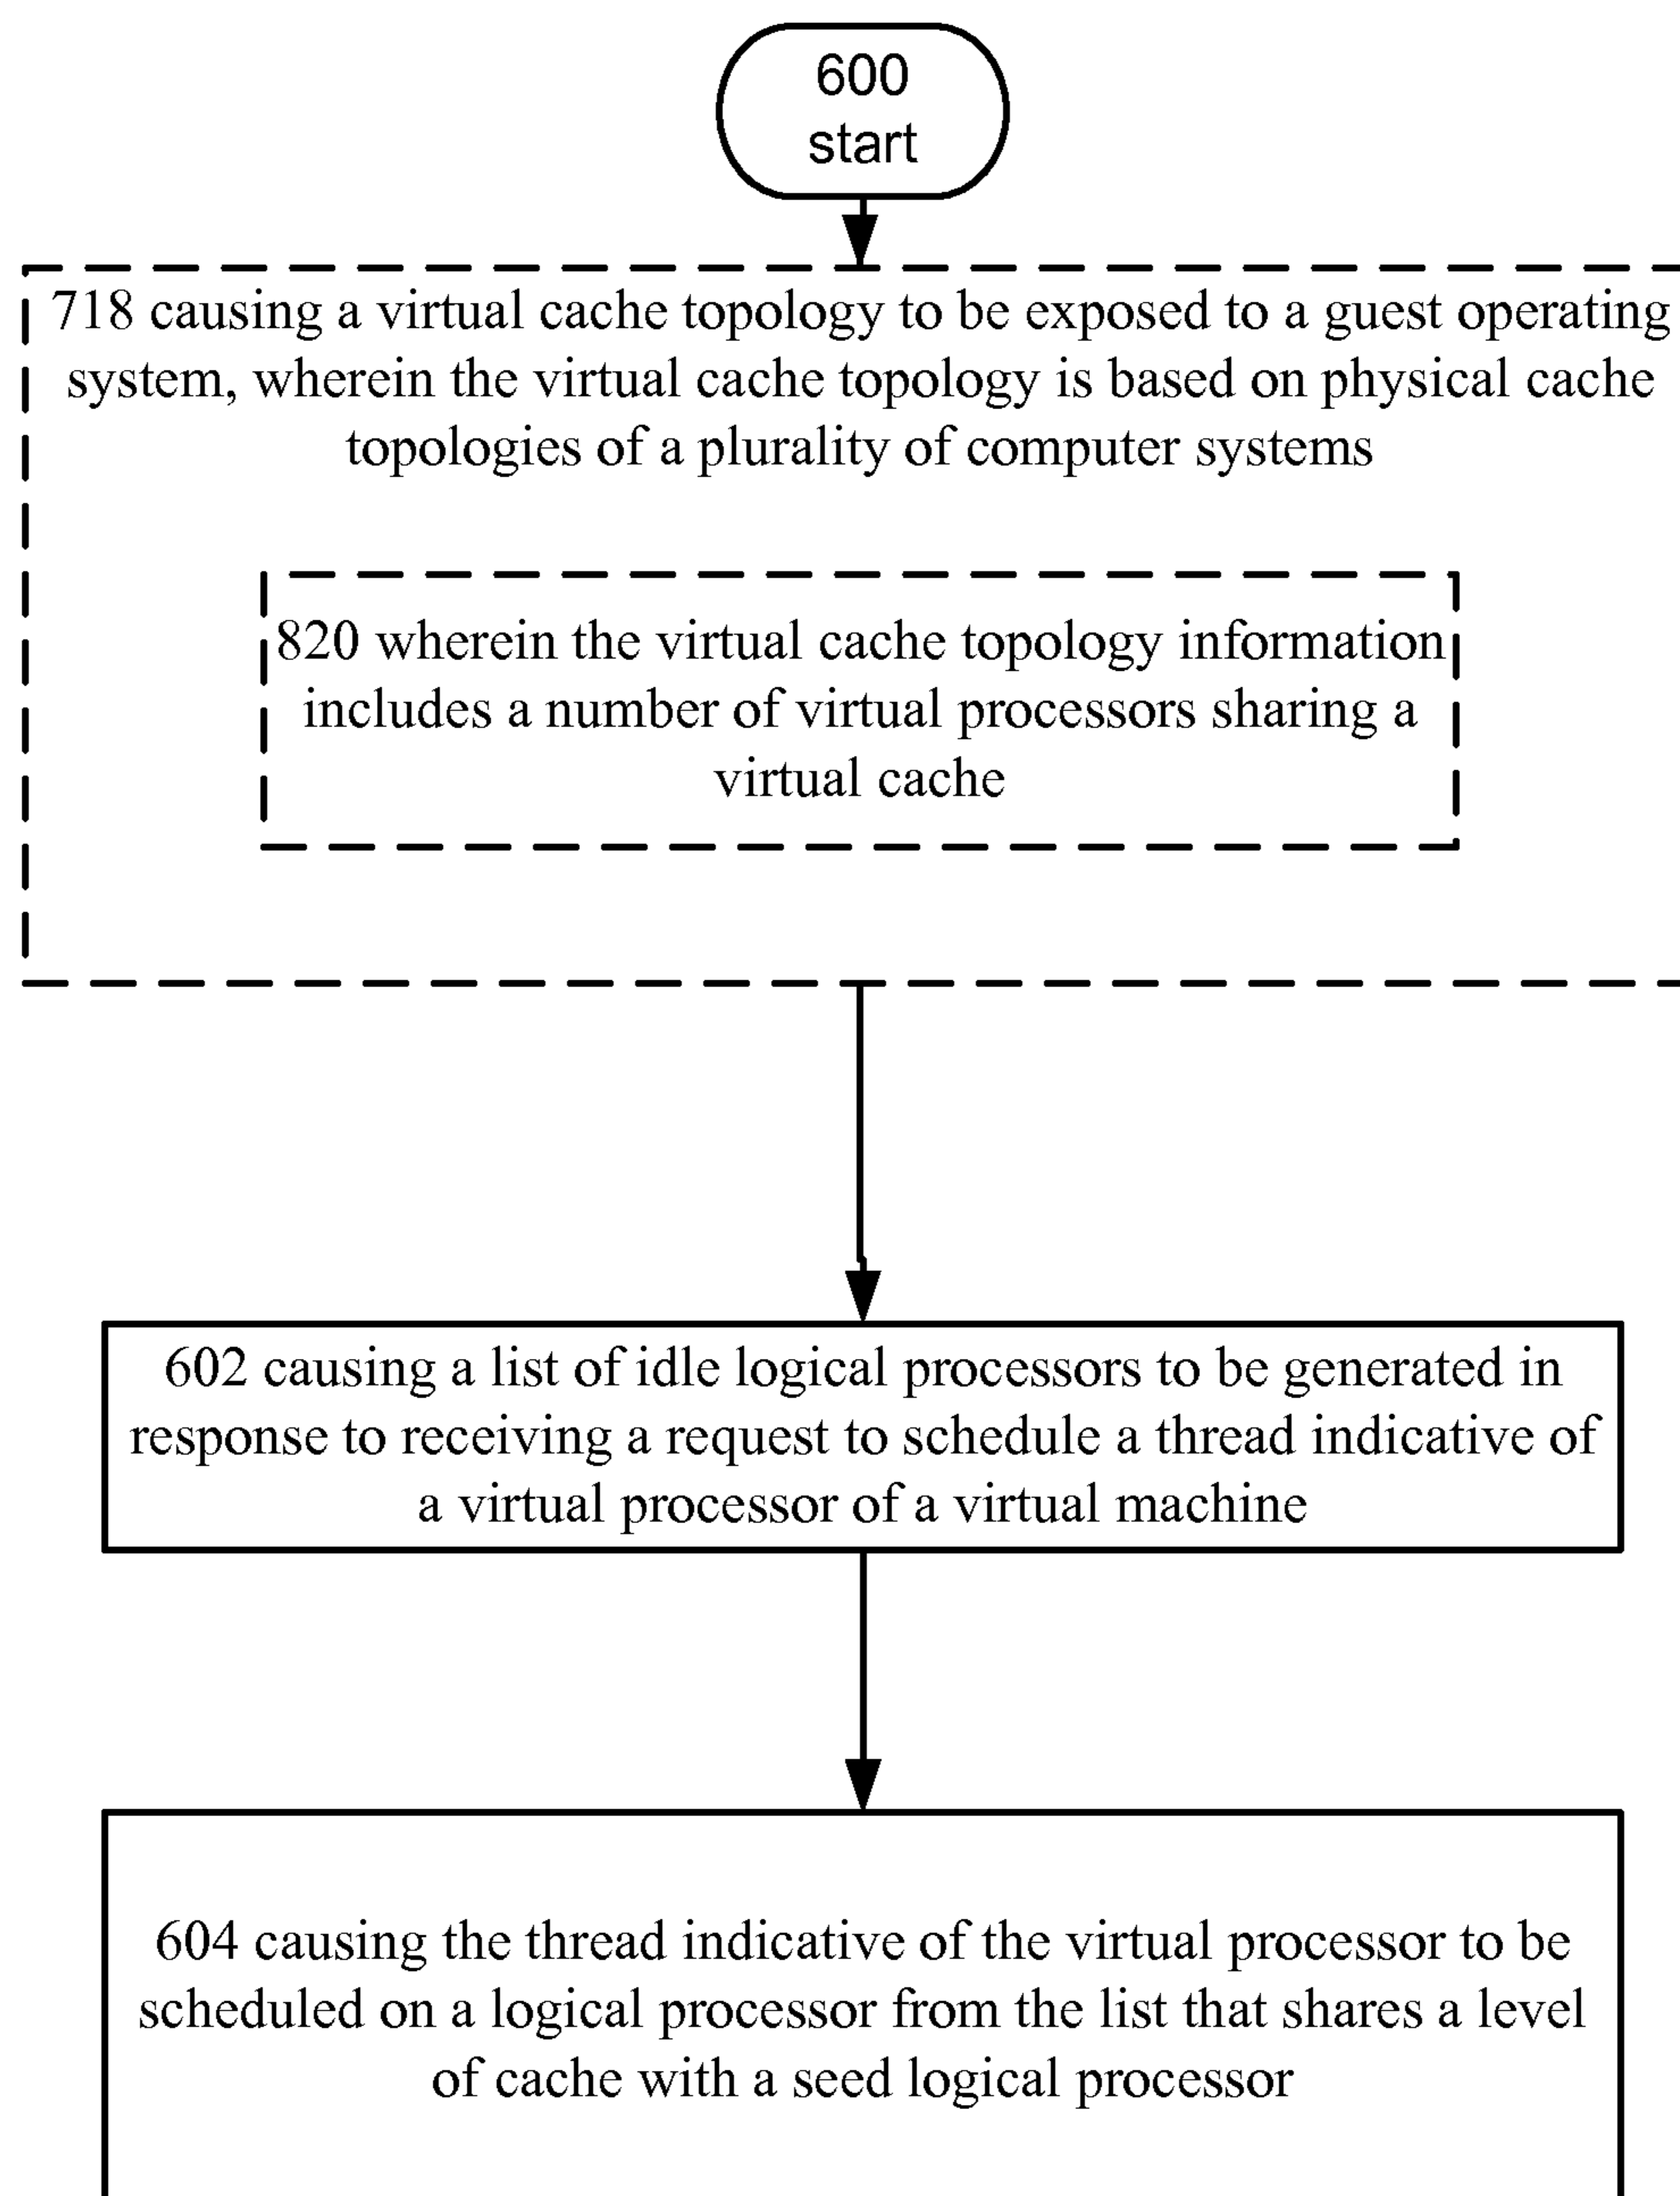 600
start
718 causing a virtual cache topology to be exposed to a guest operating
system, wherein the virtual cache topology is based on physical cache
topologies of a plurality of computer systems
820 wherein the virtual cache topology information
includes a number of virtual processors sharing a
virtual cache
602 causing a list of idle logical processors to be generated in
response to receiving a request to schedule a thread indicative of
a virtual processor of a virtual machine
604 causing the thread indicative of the virtual processor to be
scheduled on a logical processor from the list that shares a level
of cache with a seed logical processor